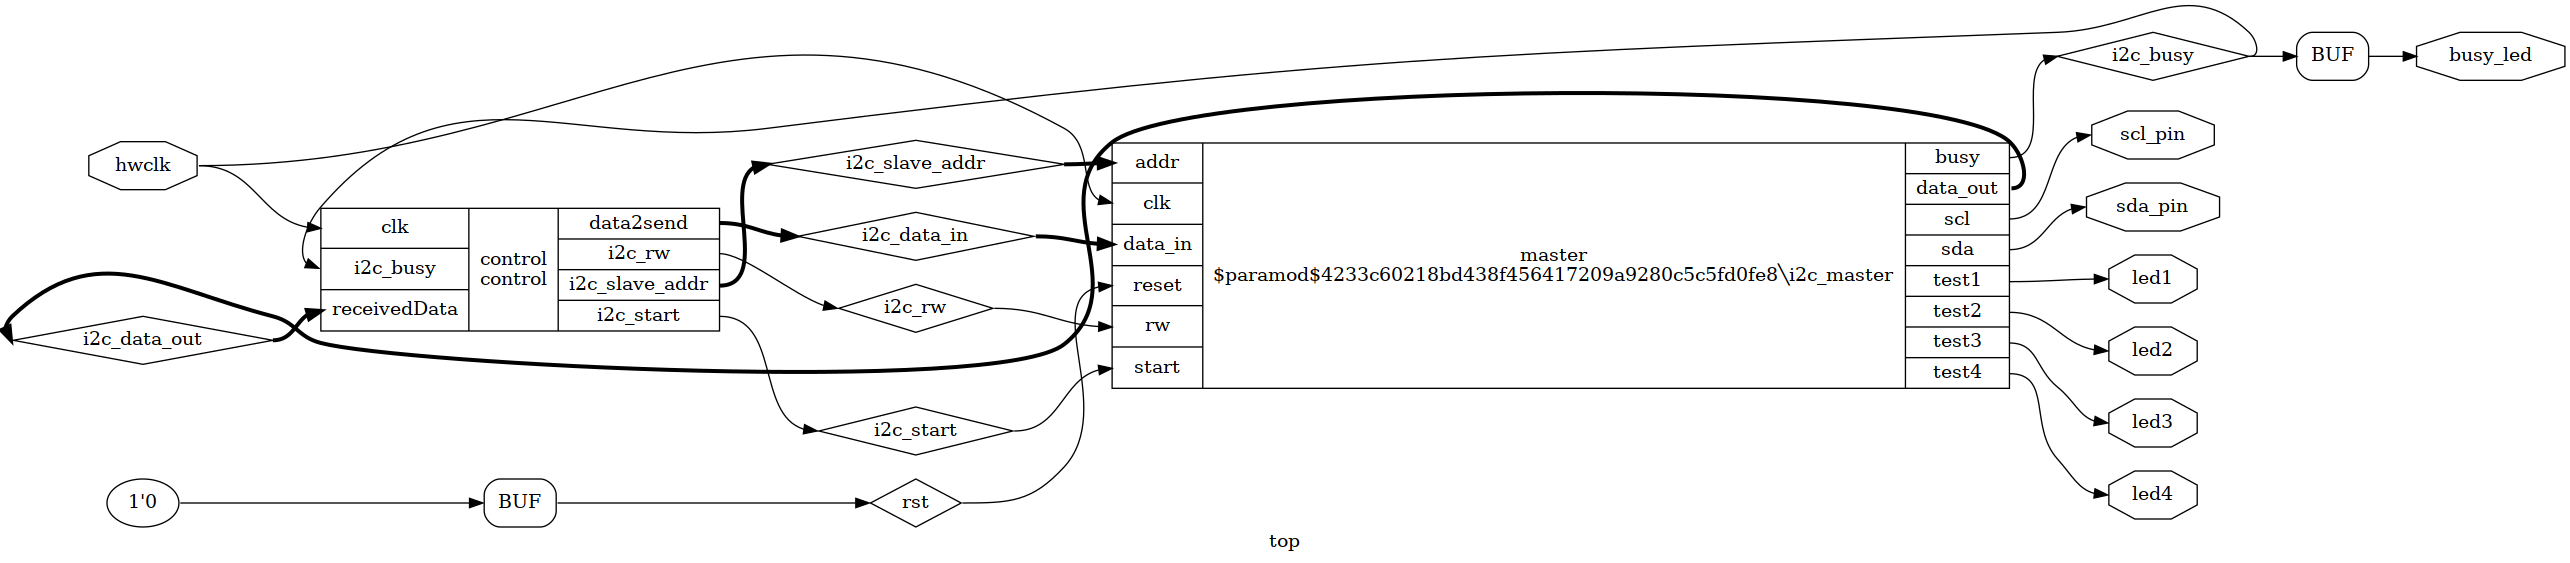 hwclk
i2c_data_out
1'0
clk
i2c_busy
receivedData
control
control
data2send
i2c_rw
i2c_slave_addr
i2c_start
BUF
i2c_slave_addr
i2c_data_in
i2c_rw
i2c_start
rst
addr
clk
data_in
reset
rw
start
master
$paramod$4233c60218bd438f456417209a9280c5c5fd0fe8\i2c_master
busy
data_out
scl
sda
test1
test2
test3
test4
i2c_busy
scl_pin
sda_pin
led1
led2
led3
led4
BUF
busy_led
top